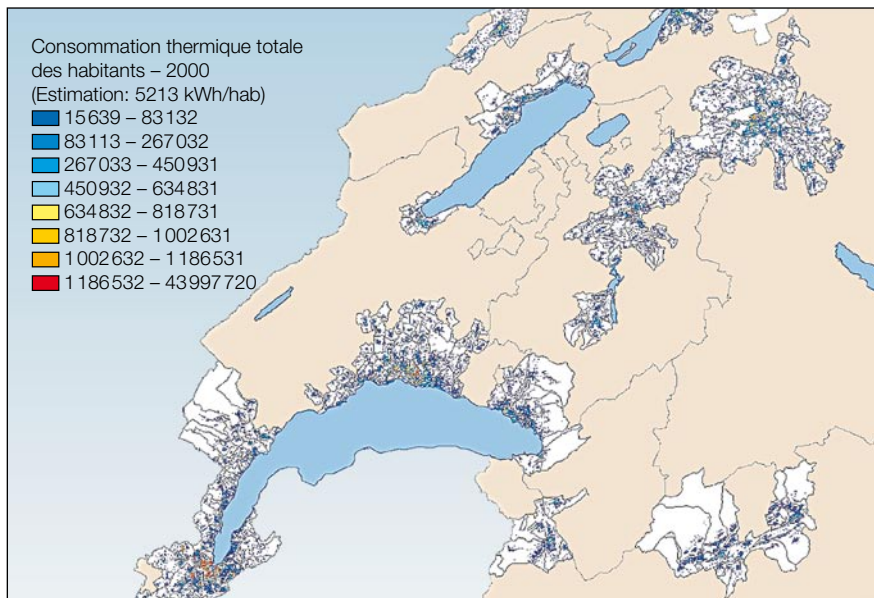 Consommation thermique totale
des habitants – 2000
(Estimation: 5213 kWh/hab)
15639 – 83132
83113 – 267032
267033 – 450931
450932 – 634831
634832 – 818731
818732 – 1002631
1002632 – 1186531
1186532 – 43997720